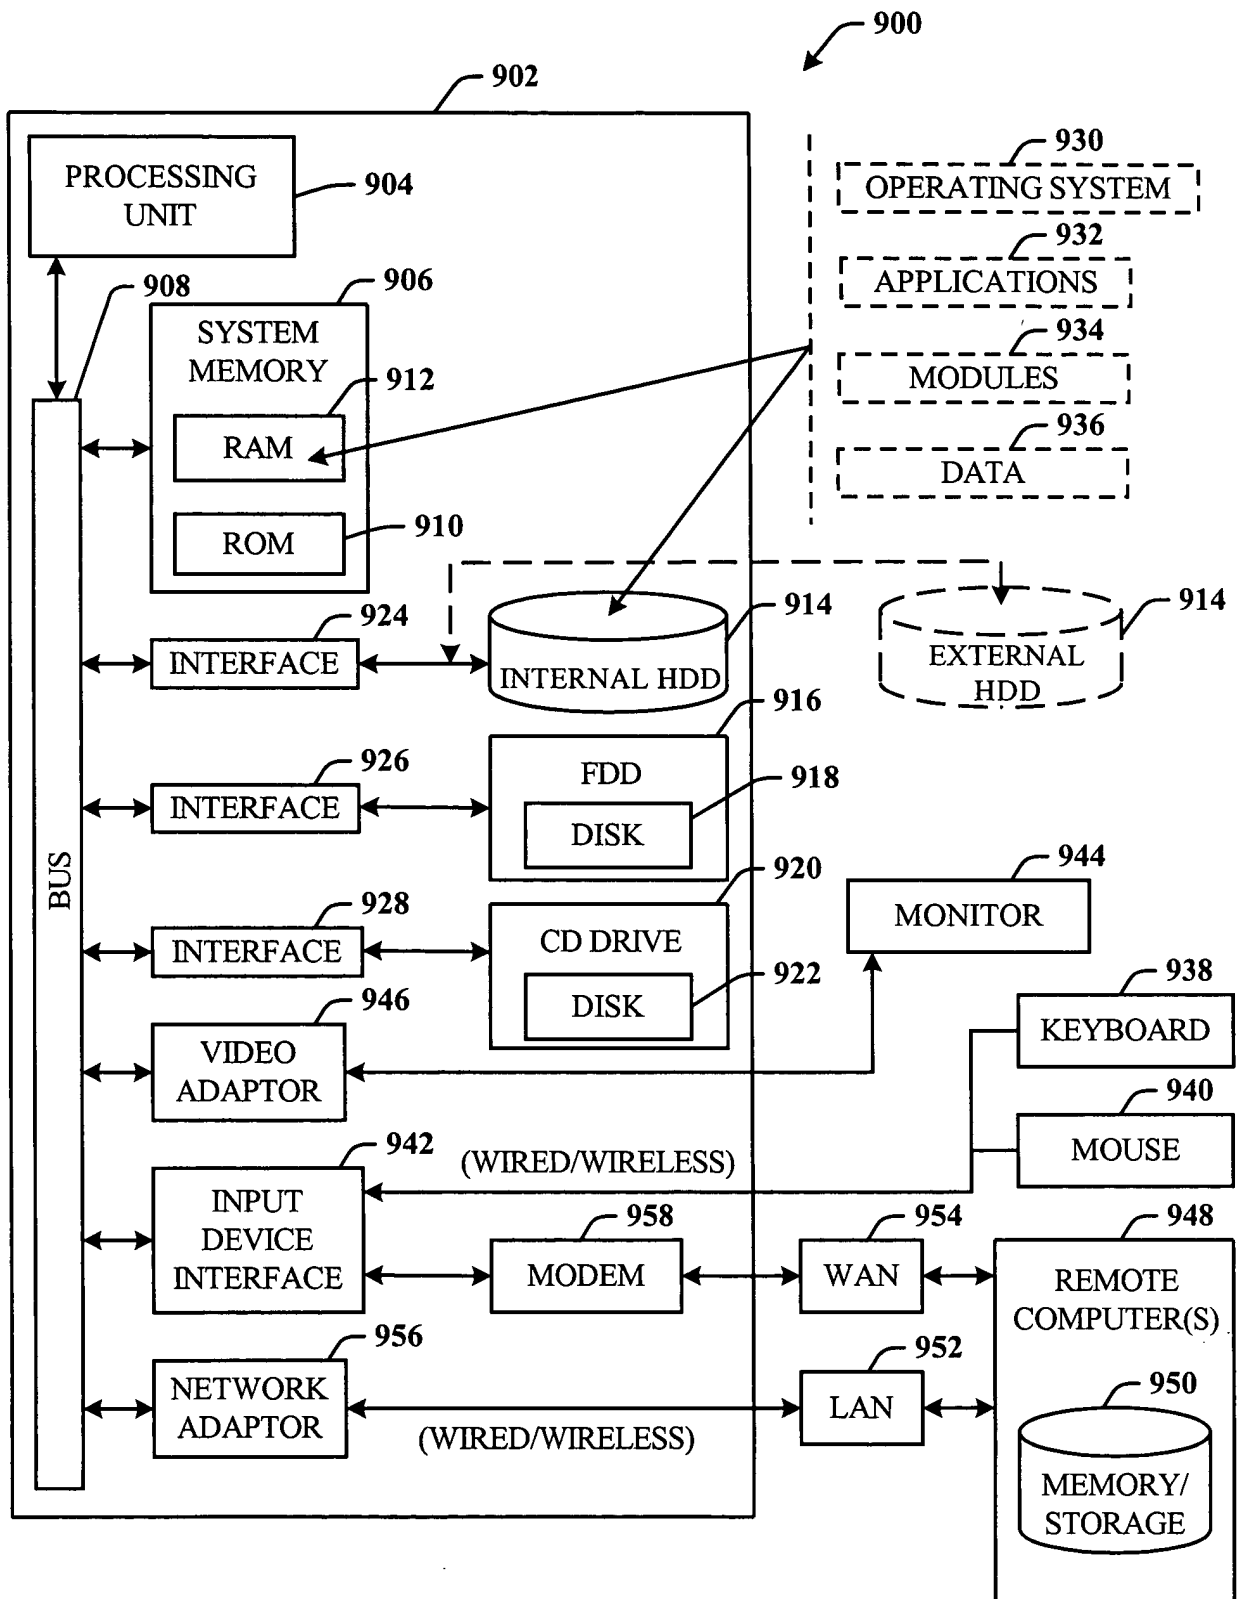 900
902
PROCESSING
UNIT
904
930
OPERATING SYSTEM
932
APPLICATIONS
934
MODULES
936
DATA
908
906
SYSTEM
MEMORY
912
RAM
910
ROM
924
INTERFACE
914
INTERNAL HDD
914
EXTERNAL
HDD
916
FDD
926
INTERFACE
918
DISK
BUS
920
CD DRIVE
928
INTERFACE
922
DISK
944
MONITOR
938
KEYBOARD
946
VIDEO
ADAPTOR
940
MOUSE
942
INPUT
DEVICE
INTERFACE
(WIRED/WIRELESS)
958
MODEM
954
WAN
948
REMOTE
COMPUTER(S)
956
NETWORK
ADAPTOR
(WIRED/WIRELESS)
952
LAN
950
MEMORY/
STORAGE